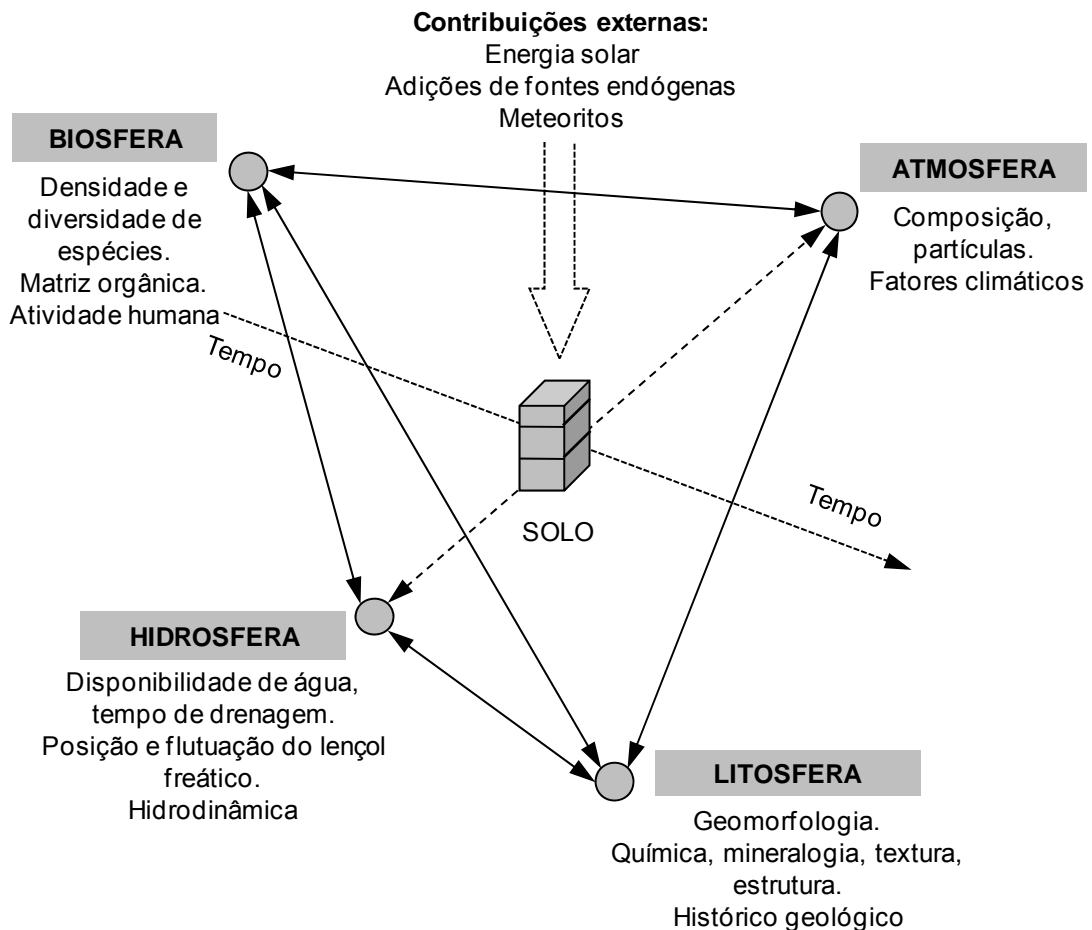 Contribuições externas:
Energia solar
Adições de fontes endógenas
Meteoritos
BIOSFERA
Densidade e
diversidade de
espécies.
Matriz orgânica.
Atividade humana
ATMOSFERA
Composição,
partículas.
Fatores climáticos
Tempo
SOLO
Tempo
HIDROSFERA
Disponibilidade de água,
tempo de drenagem.
Posição e flutuação do lençol
freático.
Hidrodinâmica
LITOSFERA
Geomorfologia.
Química, mineralogia, textura,
estrutura.
Histórico geológico